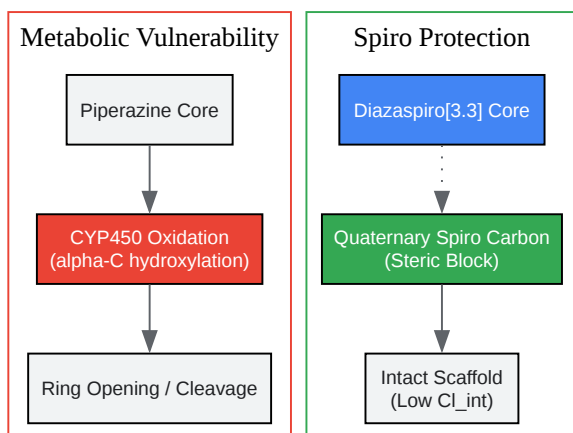 Metabolic Vulnerability
Piperazine Core
CYP450 Oxidation
(alpha-C hydroxylation)
Ring Opening / Cleavage
Spiro Protection
Diazaspiro[3.3] Core
Quaternary Spiro Carbon
(Steric Block)
Intact Scaffold
(Low Cl_int)